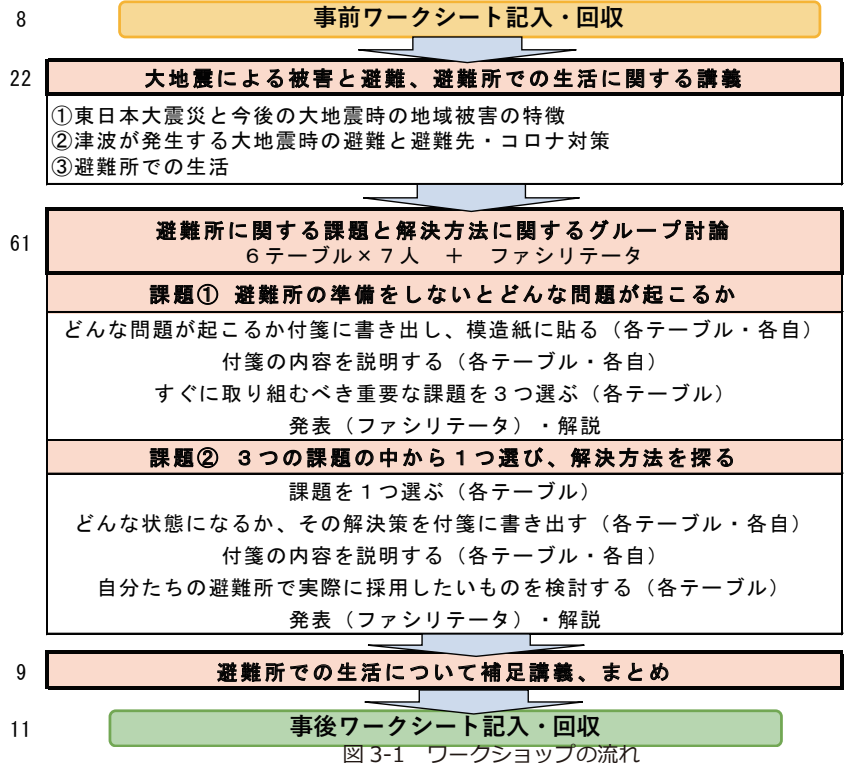 8 事前ワークシート記入・回収
22 大地震による被害と避難、避難所での生活に関する講義
①東日本大震災と今後の大地震時の地域被害の特徴
②津波が発生する大地震時の避難と避難先・コロナ対策
③避難所での生活
61 避難所に関する課題と解決方法に関するグループ討論
6テーブル×7人 + ファシリテータ
課題① 避難所の準備をしないとどんな問題が起こるか
どんな問題が起こるか付箋に書き出し、模造紙に貼る（各テーブル・各自）
付箋の内容を説明する（各テーブル・各自）
すぐに取り組むべき重要な課題を3つ選ぶ（各テーブル）
発表（ファシリテータ）・解説
課題② 3つの課題の中から1つ選び、解決方法を探る
課題を1つ選ぶ（各テーブル）
どんな状態になるか、その解決策を付箋に書き出す（各テーブル・各自）
付箋の内容を説明する（各テーブル・各自）
自分たちの避難所で実際に採用したいものを検討する（各テーブル）
発表（ファシリテータ）・解説
9 避難所での生活について補足講義、まとめ
11 事後ワークシート記入・回収
図 3-1 ワークショップの流れ